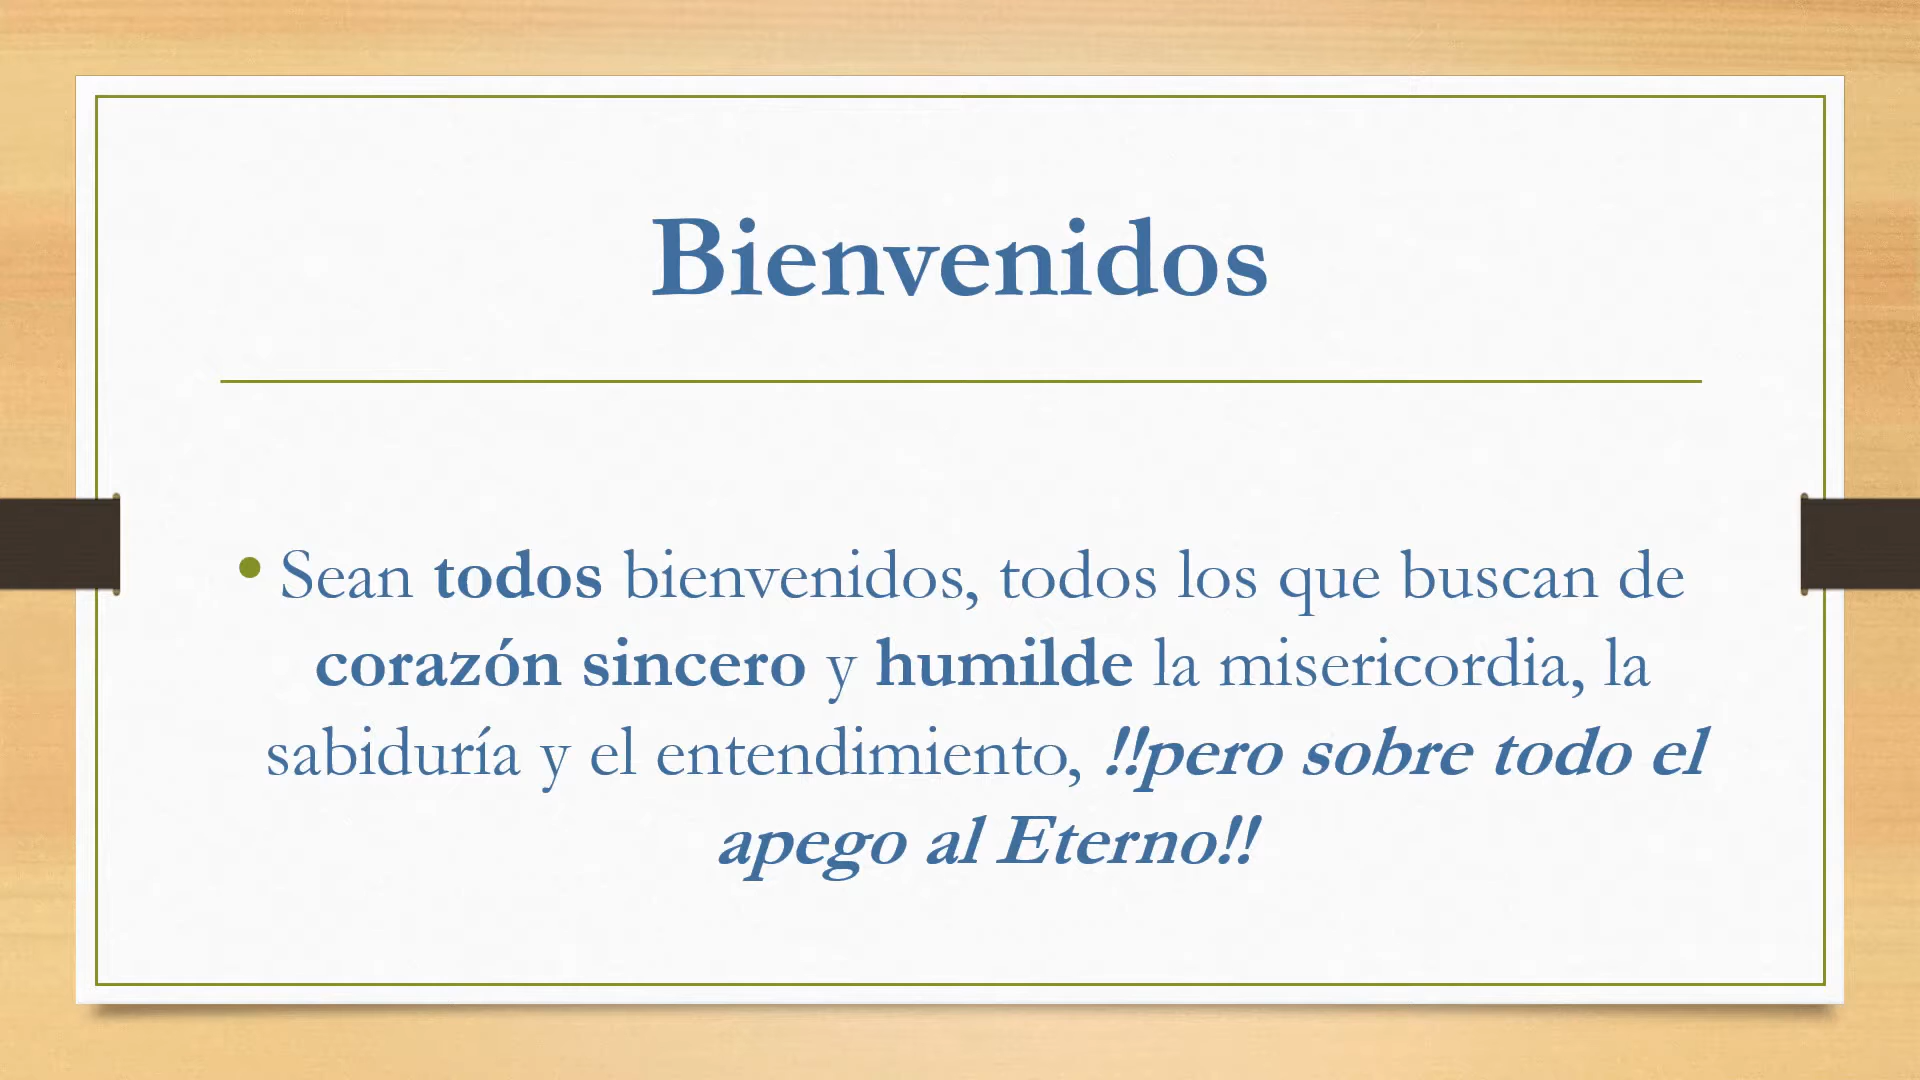 Bienvenidos
• Sean todos bienvenidos, todos los que buscan de
corazón sincero y humilde la misericordia, la
sabiduría y el entendimiento, !!pero sobre todo el
apego al Eterno!!